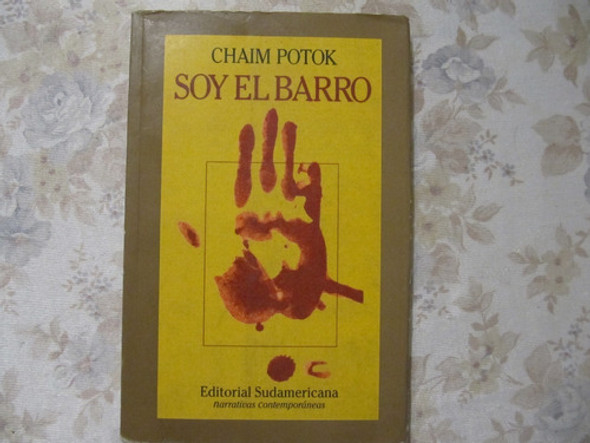 CHAIM POTOK
SOY EL BARRO
Editorial Sudamericana
narrativas contemporáneas